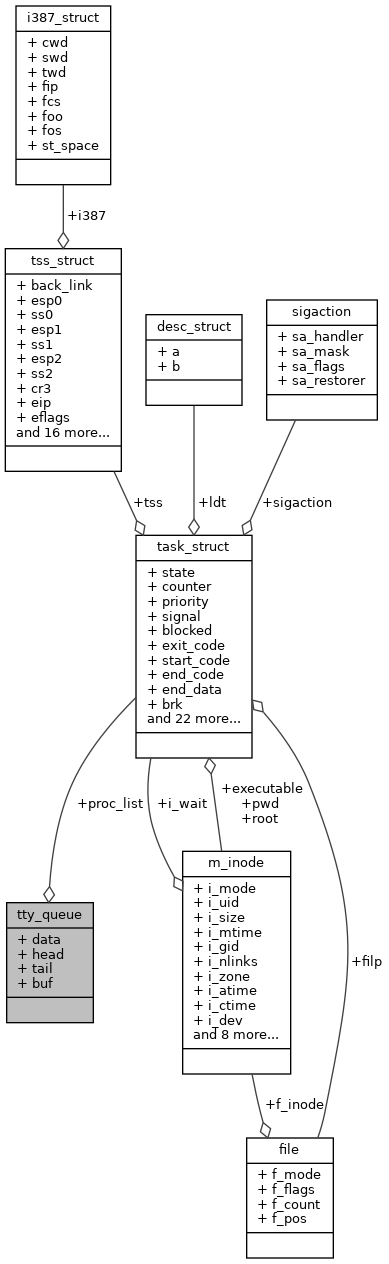 i387_struct
+ cwd
+ swd
+ twd
+ fip
+ fcs
+ foo
+ fos
+ st_space
+i387
tss_struct
+ back_link
+ esp0
+ ss0
+ esp1
+ ss1
+ esp2
+ ss2
+ cr3
+ eip
+ eflags
and 16 more...
desc_struct
+ a
+ b
sigaction
+ sa_handler
+ sa_mask
+ sa_flags
+ sa_restorer
+tss
+ldt
+sigaction
task_struct
+ state
+ counter
+ priority
+ signal
+ blocked
+ exit_code
+ start_code
+ end_code
+ end_data
+ brk
and 22 more...
+proc_list
+i_wait
+executable
+pwd
+root
m_inode
+ i_mode
+ i_uid
+ i_size
+ i_mtime
+ i_gid
+ i_nlinks
+ i_zone
+ i_atime
+ i_ctime
+ i_dev
and 8 more...
tty_queue
+ data
+ head
+ tail
+ buf
+filp
+f_inode
file
+ f_mode
+ f_flags
+ f_count
+ f_pos